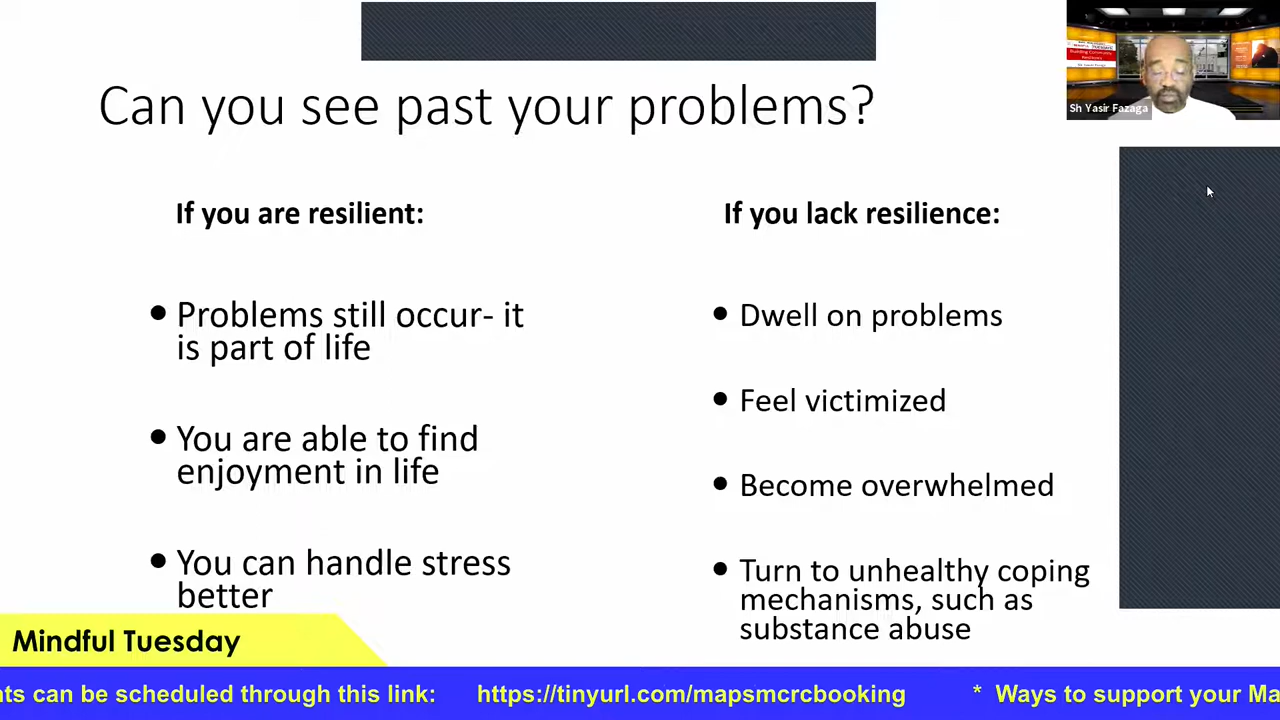 Can you see past your problems?
Sh Yasir Fazaga
If you are resilient:
• Problems still occur- it
is part of life
• You are able to find
enjoyment in life
• You can handle stress
better
If you lack resilience:
• Dwell on problems
• Feel victimized
• Become overwhelmed
• Turn to unhealthy coping
mechanisms, such as
substance abuse
Mindful Tuesday
nts can be scheduled through this link: https://tinyurl.com/mapsmcrcbooking * Ways to support your Ma